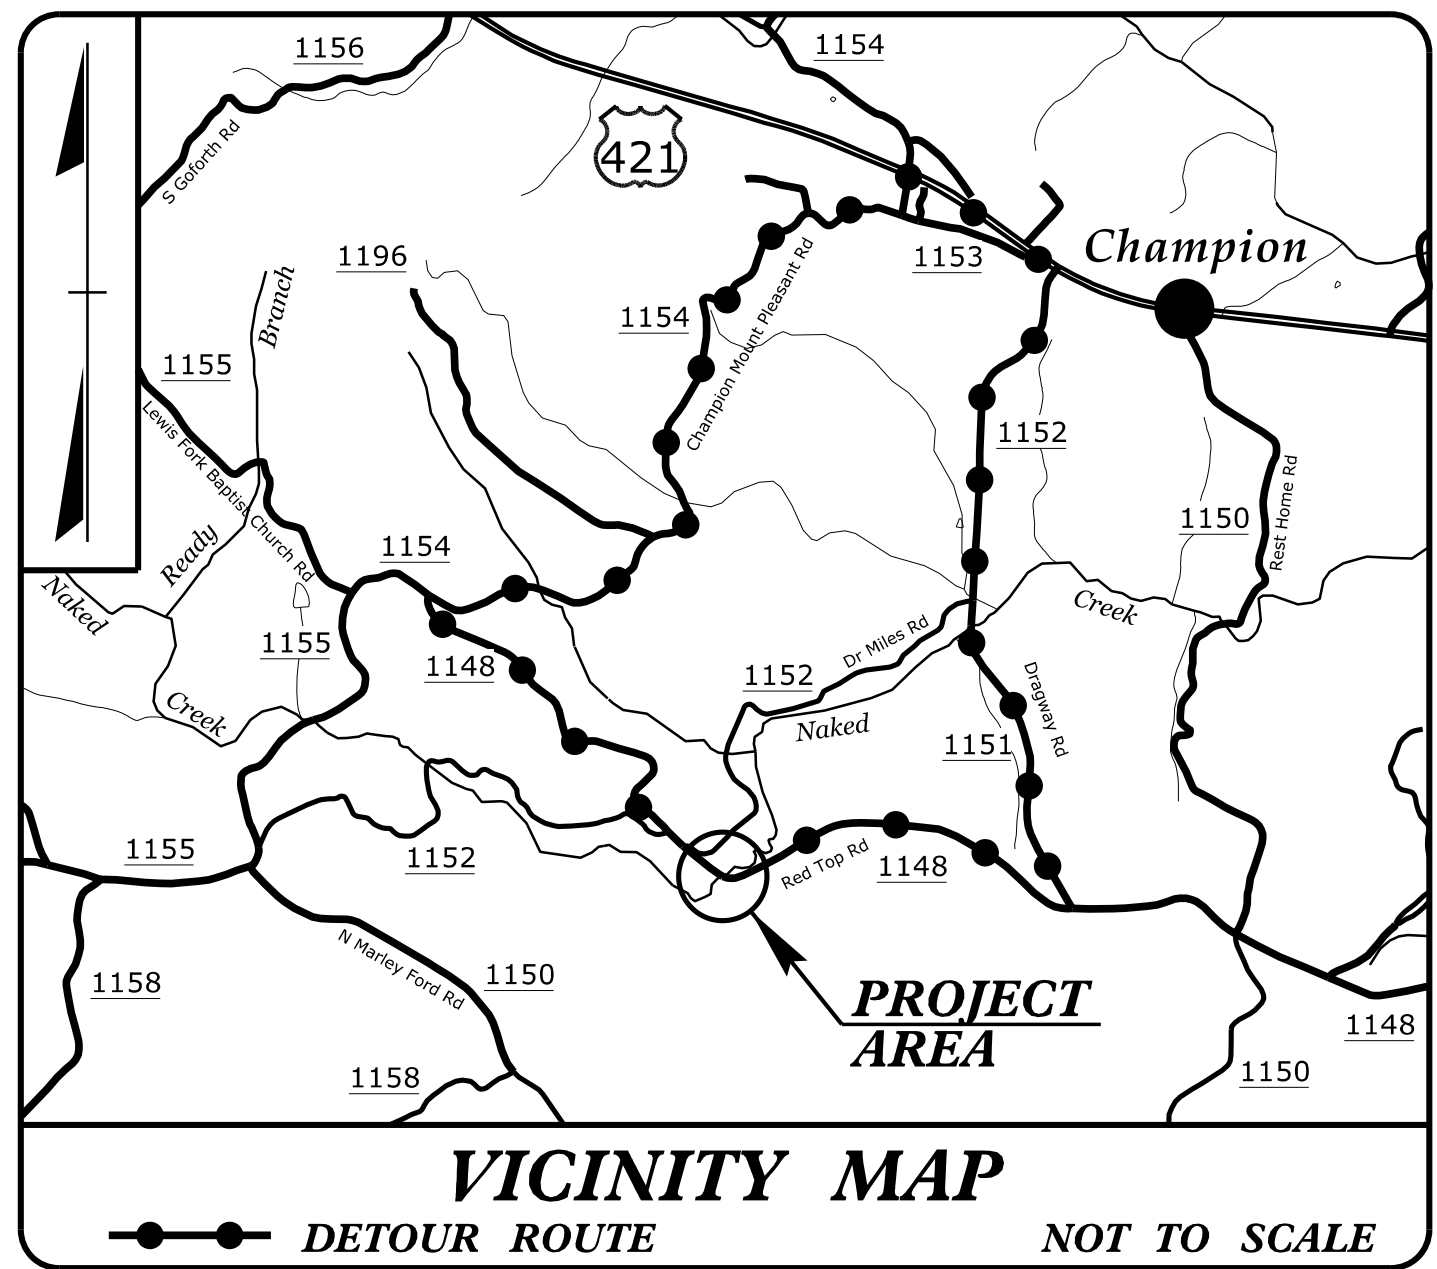 1156
1154
S Goforth Rd
421
1196
1153
Champion
Branch
1154
Champion Mount Pleasant Rd
1155
Lewis Fork Baptist Church Rd
1152
Rest Home Rd
1150
Ready
1154
Naked
Creek
1155
Dr Miles Rd
1148
1152
Dragway Rd
Creek
Naked
1151
1155
1152
Red Top Rd
1148
N Marley Ford Rd
1158
1150
PROJECT
AREA
1148
1158
1150
VICINITY MAP
DETOUR ROUTE
NOT TO SCALE